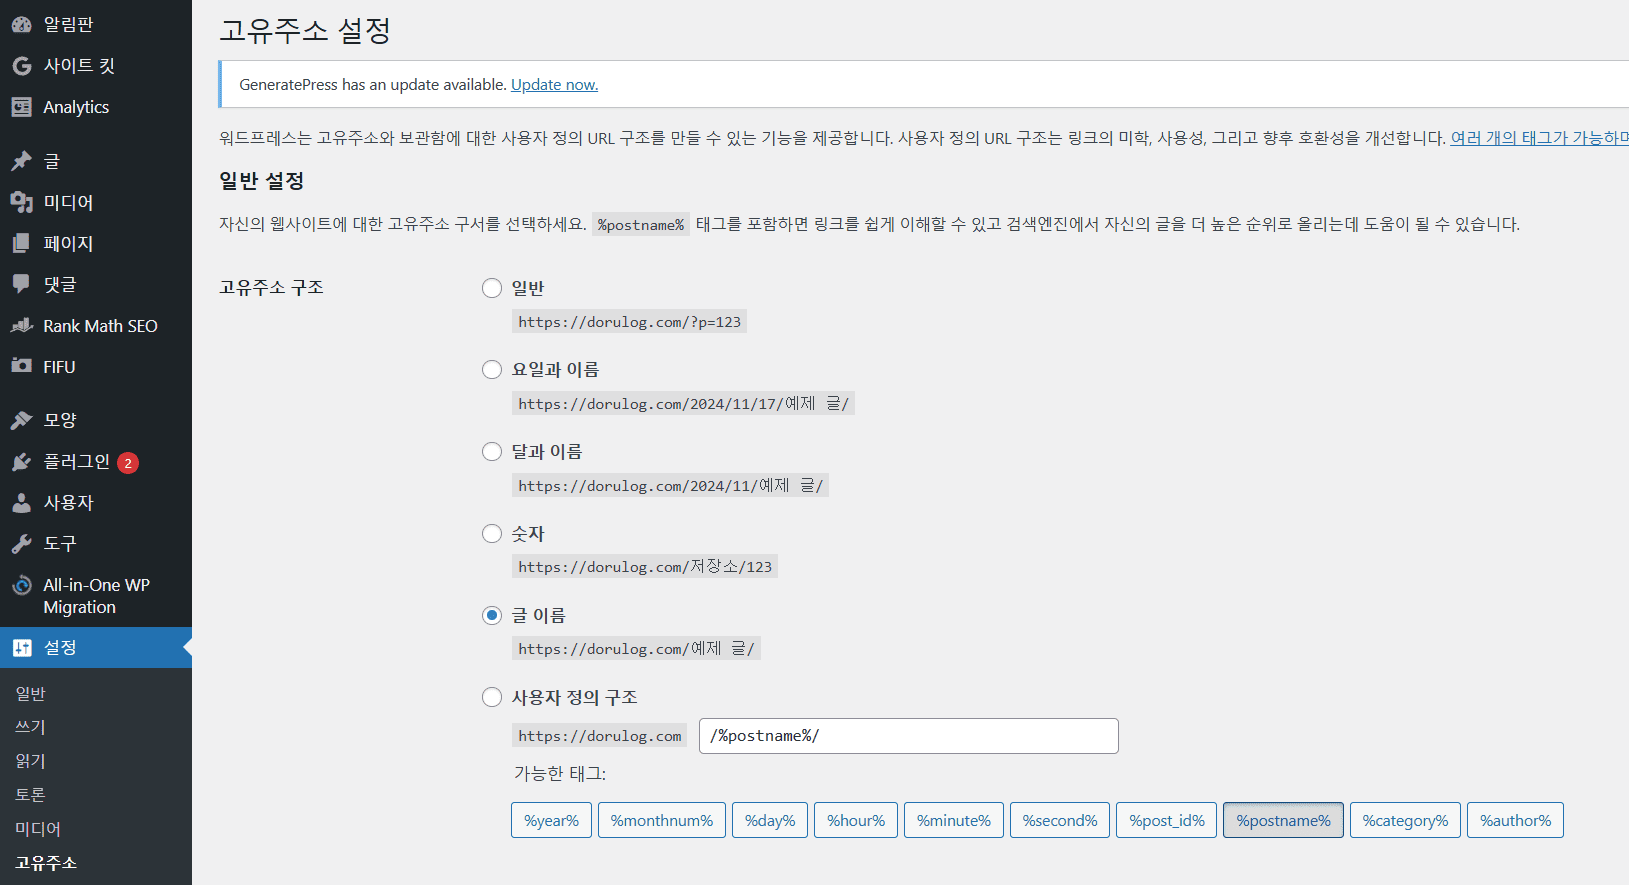 알림판
사이트 킷
Analytics
글
미디어
페이지
댓글
Rank Math SEO
FIFU
모양
플러그인 2
사용자
도구
All-in-One WP
Migration
설정
일반
쓰기
읽기
토론
미디어
고유주소
고유주소 설정
GeneratePress has an update available. Update now.
워드프레스는 고유주소와 보관함에 대한 사용자 정의 URL 구조를 만들 수 있는 기능을 제공합니다. 사용자 정의 URL 구조는 링크의 미학, 사용성, 그리고 향후 호환성을 개선합니다. 여러 개의 태그가 가능하며
일반 설정
자신의 웹사이트에 대한 고유주소 구서를 선택하세요. %postname% 태그를 포함하면 링크를 쉽게 이해할 수 있고 검색엔진에서 자신의 글을 더 높은 순위로 올리는데 도움이 될 수 있습니다.
고유주소 구조
일반
https://dorulog.com/?p=123
요일과 이름
https://dorulog.com/2024/11/17/예제 글/
달과 이름
https://dorulog.com/2024/11/예제 글/
숫자
https://dorulog.com/저장소/123
글 이름
https://dorulog.com/예제 글/
사용자 정의 구조
https://dorulog.com /%postname%/
가능한 태그:
%year% %monthnum% %day% %hour% %minute% %second% %post_id% %postname% %category% %author%